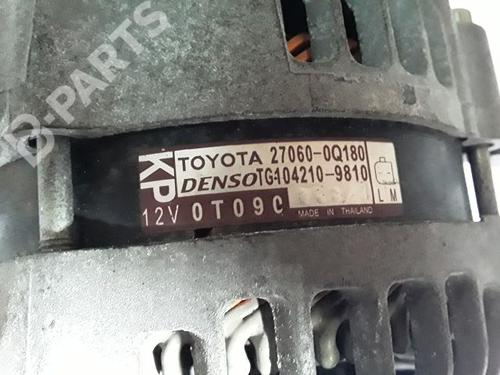 B-PARTS
KP
TOYOTA 27060-0Q180
DENSO TG104210-9810
12V 0T09C MADE IN THAILAND
L M